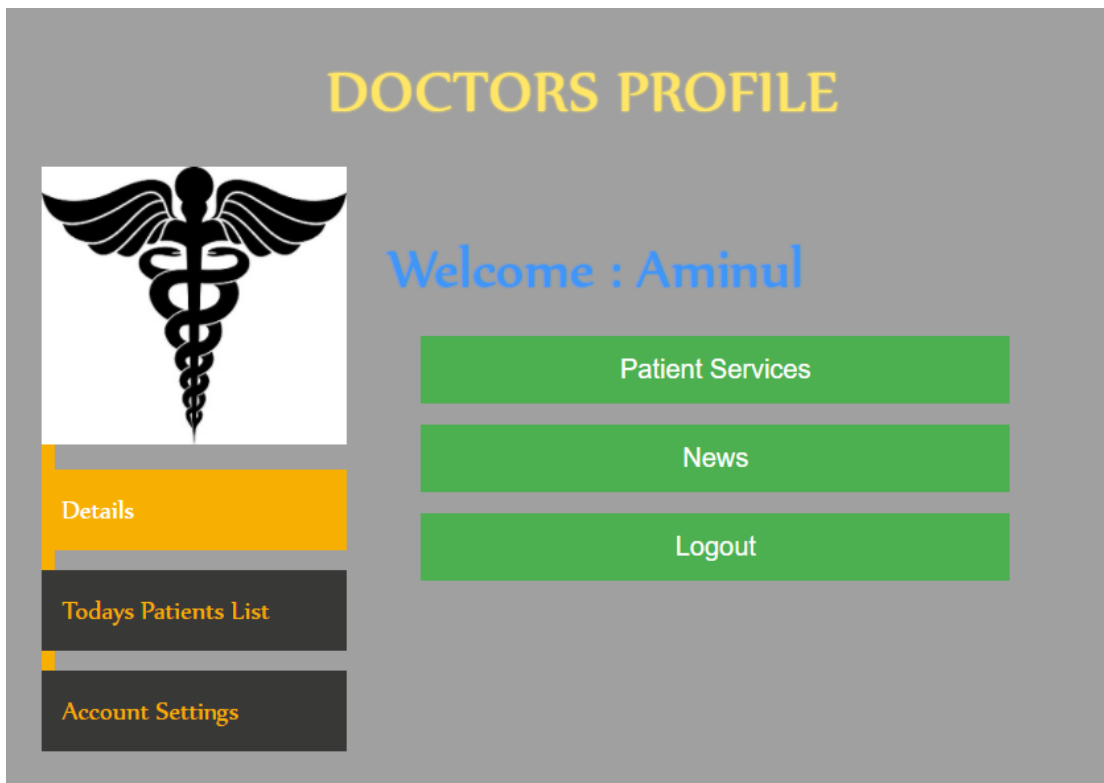 DOCTORS PROFILE
Welcome : Aminul
Patient Services
News
Logout
Details
Todays Patients List
Account Settings